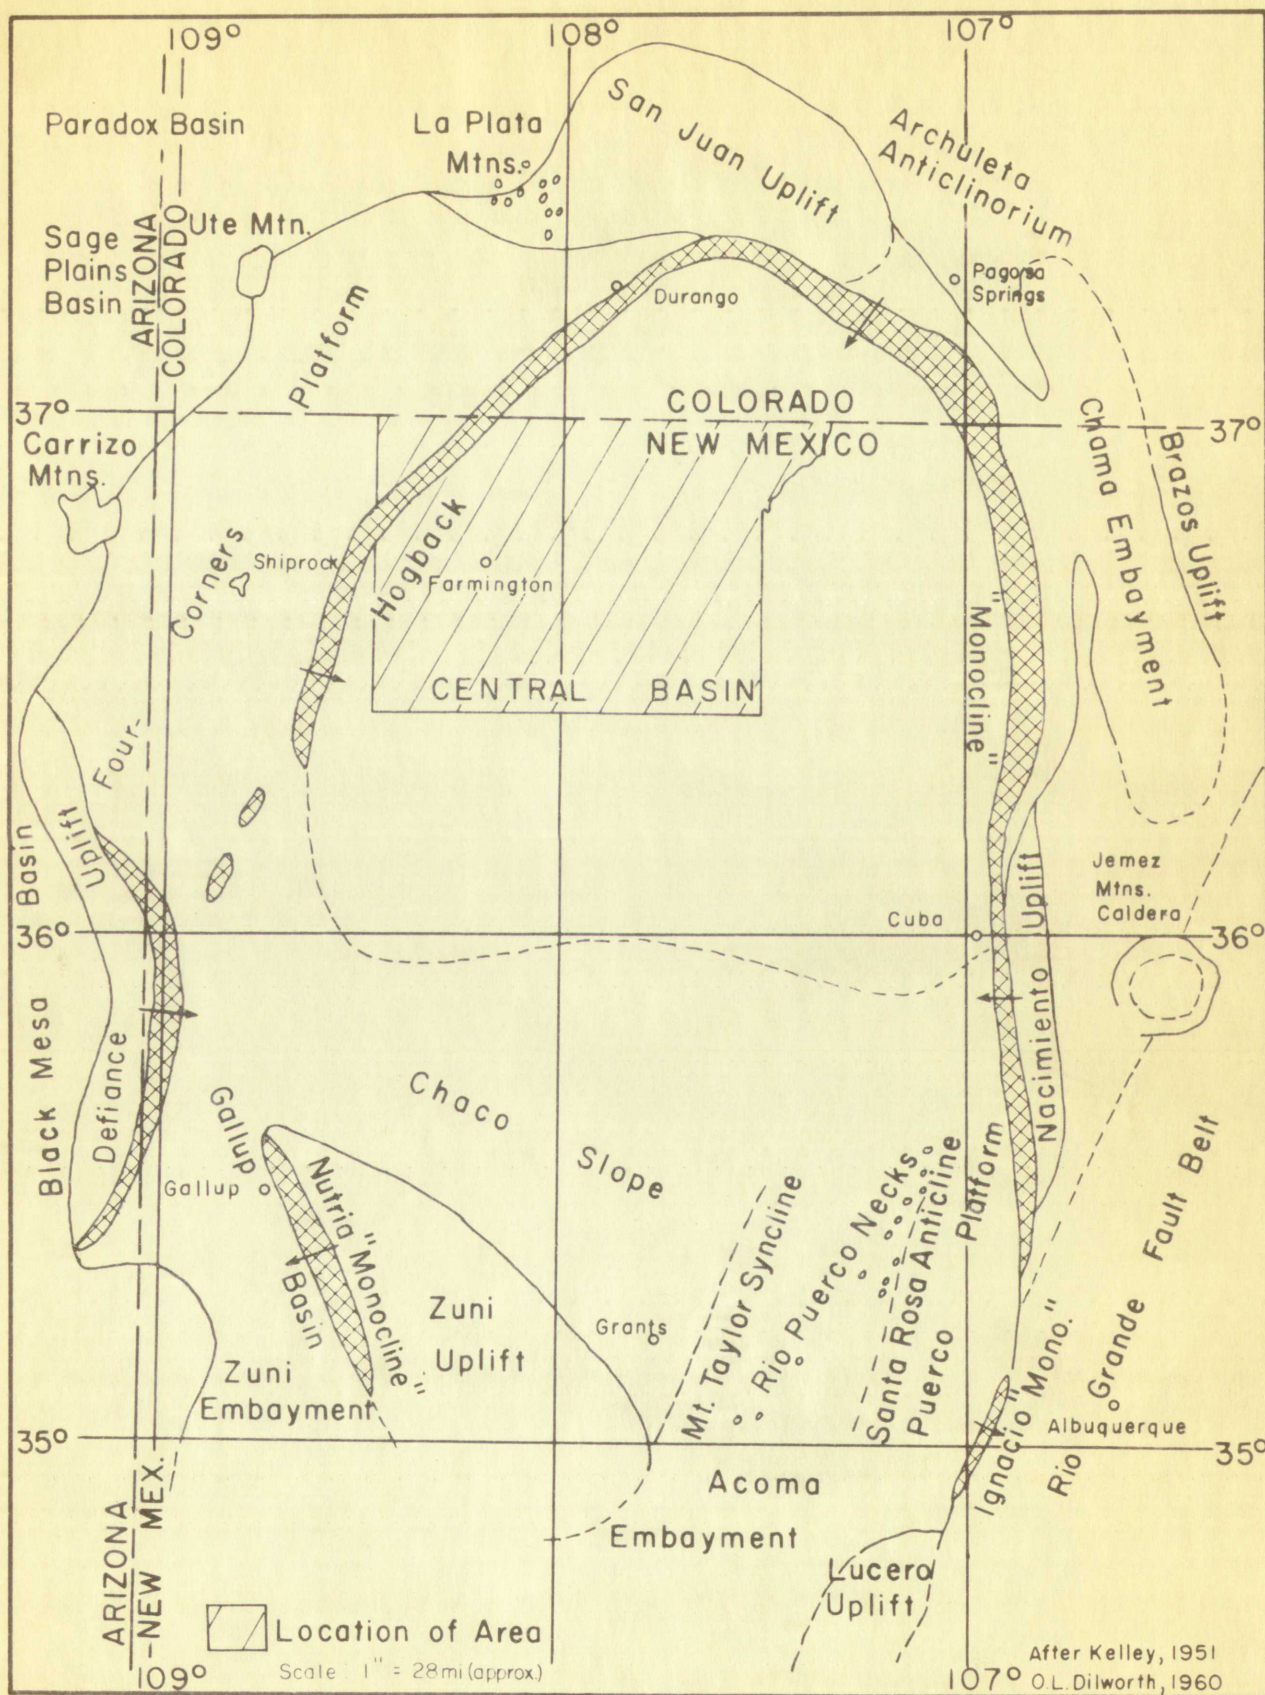 109°
108°
107°
Paradox Basin
La Plata
Mtns.
San Juan Uplift
Archuleta
Anticlinorium
ARIZONA
COLORADO
Ute Mtn.
Sage
Plains
Basin
Pagosa
Springs
Durango
Platform
37°
COLORADO
NEW MEXICO
37°
Carrizo
Mtns.
Chama Embayment
Brazos Uplift
Hogback
Shiprock
Farmington
Corners
"Monocline"
CENTRAL BASIN
Four-
Uplift
Basin
Jemez
Mtns.
Caldera
Uplift
Cuba
36°
36°
Black Mesa
Defiance
Nacimiento
Chaco
Slope
Gallup
Gallup
Nutria "Monocline"
Basin
Zuni
Uplift
Grants
Mt. Taylor Syncline
Rio Puerco Necks
Santa Rosa Anticline
Puerco
Platform
Rio Grande Fault Belt
Zuni
Embayment
Ignacio "Mono."
Albuquerque
35°
35°
Acoma
Embayment
Lucero
Uplift
ARIZONA
NEW MEX.
Location of Area
Scale: 1" = 28mi (approx.)
109°
107°
After Kelley, 1951
O.L. Dilworth, 1960